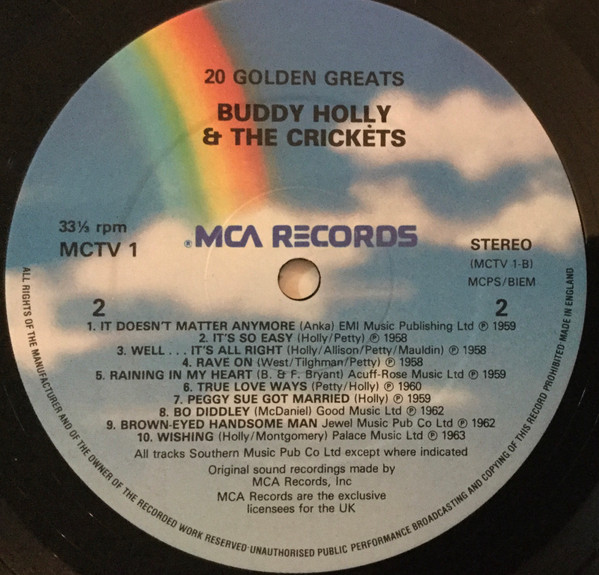 20 GOLDEN GREATS
BUDDY HOLLY
& THE CRICKETS
33⅓ rpm
MCTV 1
® MCA RECORDS
STEREO
(MCTV 1-B)
MCPS/BIEM
2
2
1. IT DOESN'T MATTER ANYMORE (Anka) EMI Music Publishing Ltd ℗ 1959
2. IT'S SO EASY (Holly/Petty) ℗ 1958
3. WELL . . . IT'S ALL RIGHT (Holly/Allison/Petty/Mauldin) ℗ 1958
4. RAVE ON (West/Tilghman/Petty) ℗ 1958
5. RAINING IN MY HEART (B. & F. Bryant) Acuff-Rose Music Ltd ℗ 1959
6. TRUE LOVE WAYS (Petty/Holly) ℗ 1960
7. PEGGY SUE GOT MARRIED (Holly) ℗ 1959
8. BO DIDDLEY (McDaniel) Good Music Ltd ℗ 1962
9. BROWN-EYED HANDSOME MAN Jewel Music Pub Co Ltd ℗ 1962
10. WISHING (Holly/Montgomery) Palace Music Ltd ℗ 1963
All tracks Southern Music Pub Co Ltd except where indicated
Original sound recordings made by
MCA Records, Inc
MCA Records are the exclusive
licensees for the UK
ALL RIGHTS OF THE MANUFACTURER AND OF THE OWNER OF THE RECORDED WORK RESERVED·UNAUTHORISED PUBLIC PERFORMANCE BROADCASTING AND COPYING OF THIS RECORD PROHIBITED·MADE IN ENGLAND